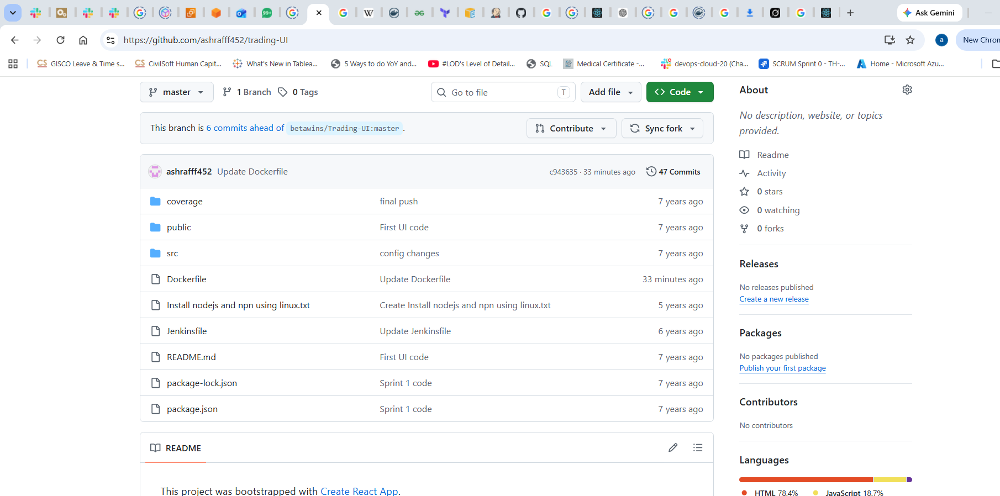 99+
Ask Gemini
https://github.com/ashrafff452/trading-UI
a
New Chron
GISCO Leave & Time s...
CivilSoft Human Capit...
What's New in Tablea...
5 Ways to do YoY and...
#LOD's Level of Detail...
SQL
Medical Certificate -...
devops-cloud-20 (Cha...
SCRUM Sprint 0 - TH-...
Home - Microsoft Azu...
master
1 Branch
0 Tags
Go to file
T
Add file
Code
This branch is 6 commits ahead of betawins/Trading-UI:master .
Contribute
Sync fork
ashrafff452 Update Dockerfile
c943635 · 33 minutes ago
47 Commits
coverage final push 7 years ago
public First UI code 7 years ago
src config changes 7 years ago
Dockerfile Update Dockerfile 33 minutes ago
Install nodejs and npn using linux.txt Create Install nodejs and npn using linux.txt 5 years ago
Jenkinsfile Update Jenkinsfile 6 years ago
README.md First UI code 7 years ago
package-lock.json Sprint 1 code 7 years ago
package.json Sprint 1 code 7 years ago
README
This project was bootstrapped with Create React App.
About
No description, website, or topics
provided.
Readme
Activity
0 stars
0 watching
0 forks
Releases
No releases published
Create a new release
Packages
No packages published
Publish your first package
Contributors
No contributors
Languages
HTML 78.4%
JavaScript 18.7%